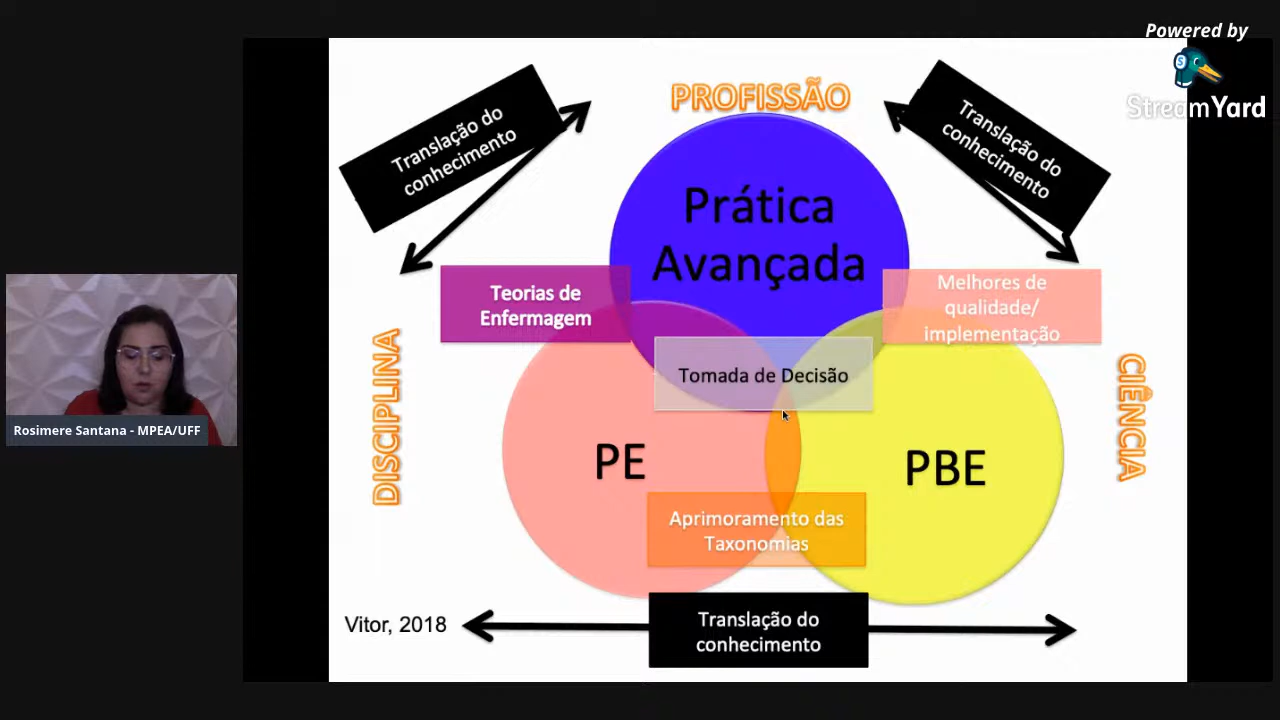 Powered by
StreamYard
PROFISSÃO
Translação do
conhecimento
Translação do
conhecimento
Prática
Avançada
Teorias de
Enfermagem
Melhores de
qualidade/
implementação
Tomada de Decisão
DISCIPLINA
CIÊNCIA
PE
PBE
Aprimoramento das
Taxonomias
Rosimere Santana - MPEA/UFF
Vitor, 2018
Translação do
conhecimento